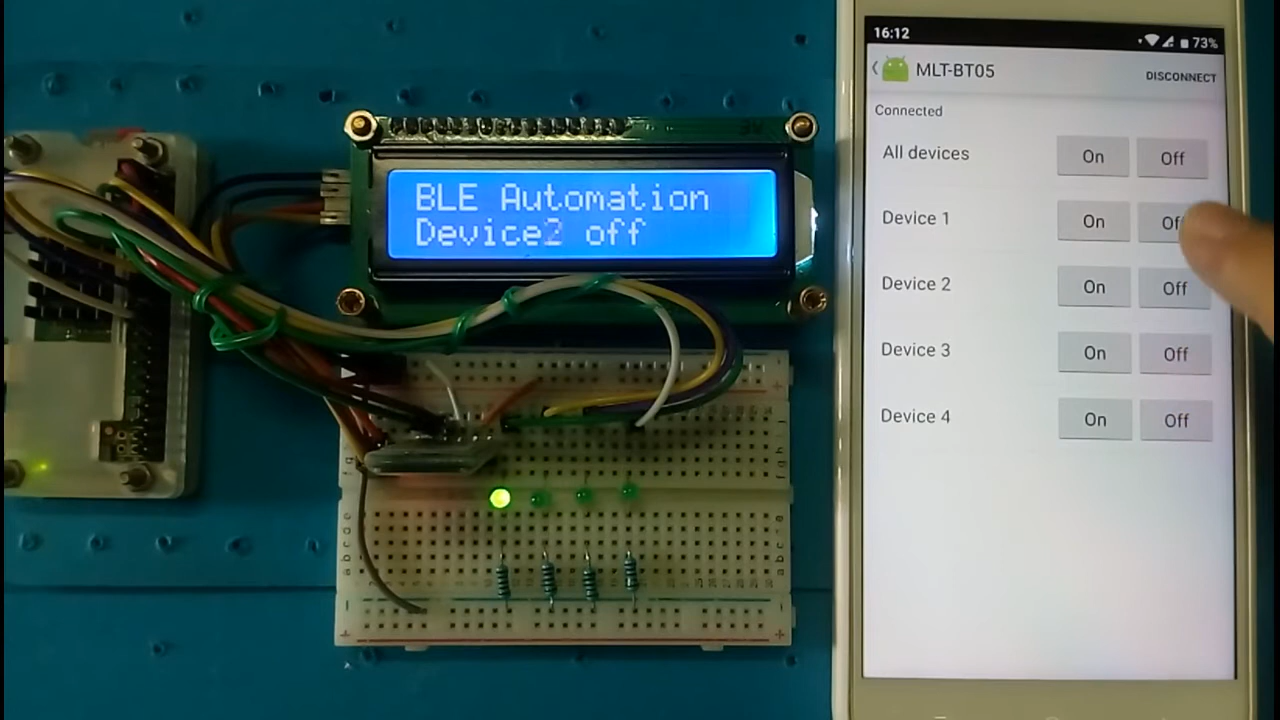 BLE Automation
Device2 off
16:12
73%
MLT-BT05
DISCONNECT
Connected
All devices
On
Off
Device 1
On
Device 2
On
Off
Device 3
On
Off
Device 4
On
Off